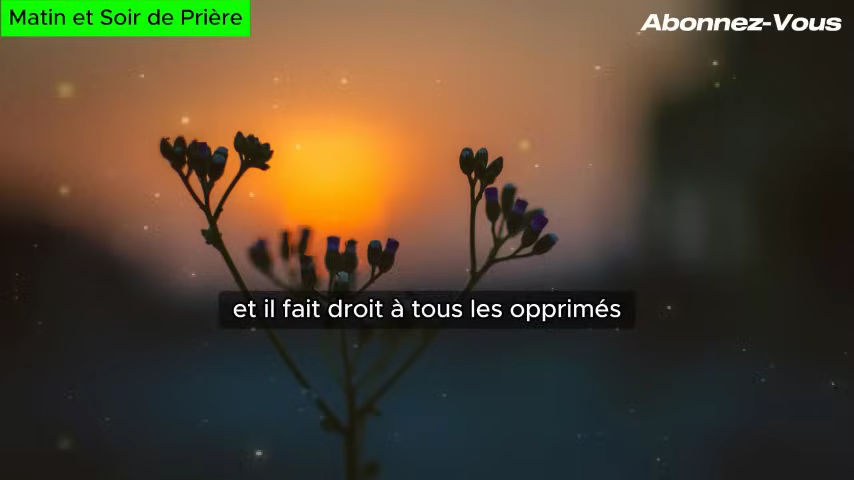 Matin et Soir de Prière
Abonnez-Vous
et il fait droit à tous les opprimés